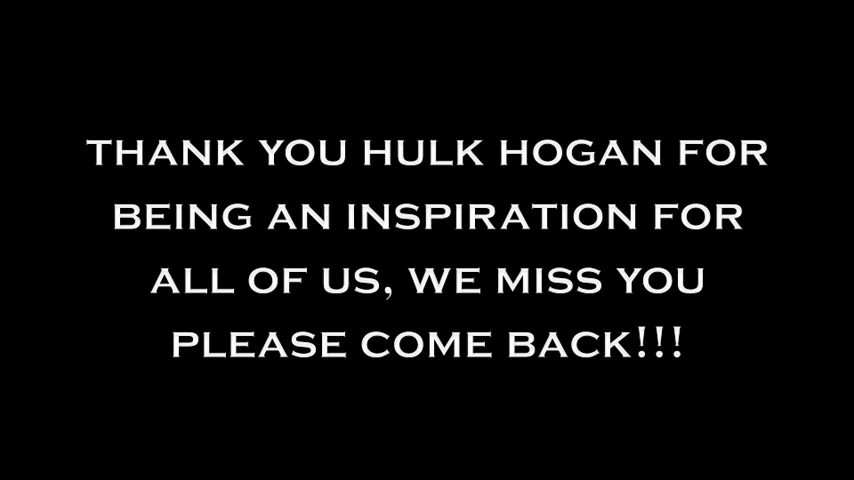 THANK YOU HULK HOGAN FOR
BEING AN INSPIRATION FOR
ALL OF US, WE MISS YOU
PLEASE COME BACK!!!